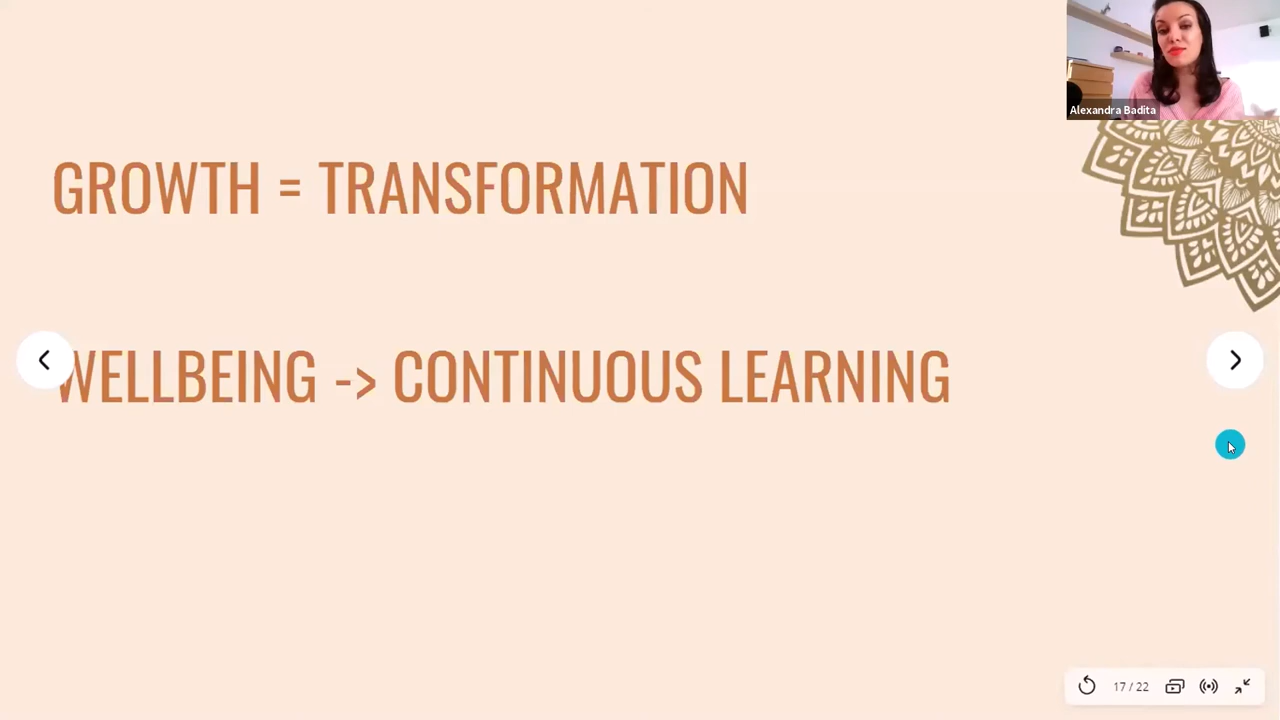 Alexandra Badita
GROWTH = TRANSFORMATION
WELLBEING -> CONTINUOUS LEARNING
17 / 22